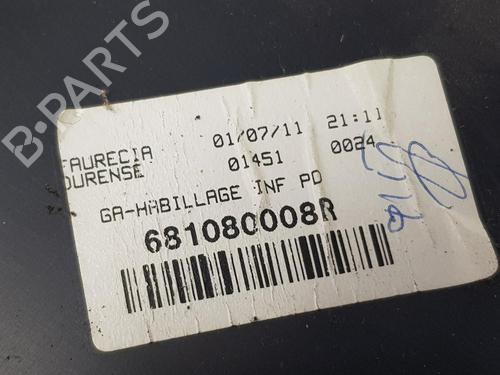 B-PARTS
FAURECIA 01/07/11 21:11
OURENSE 01451 0024
GA-HABILLAGE INF PD
681080008R